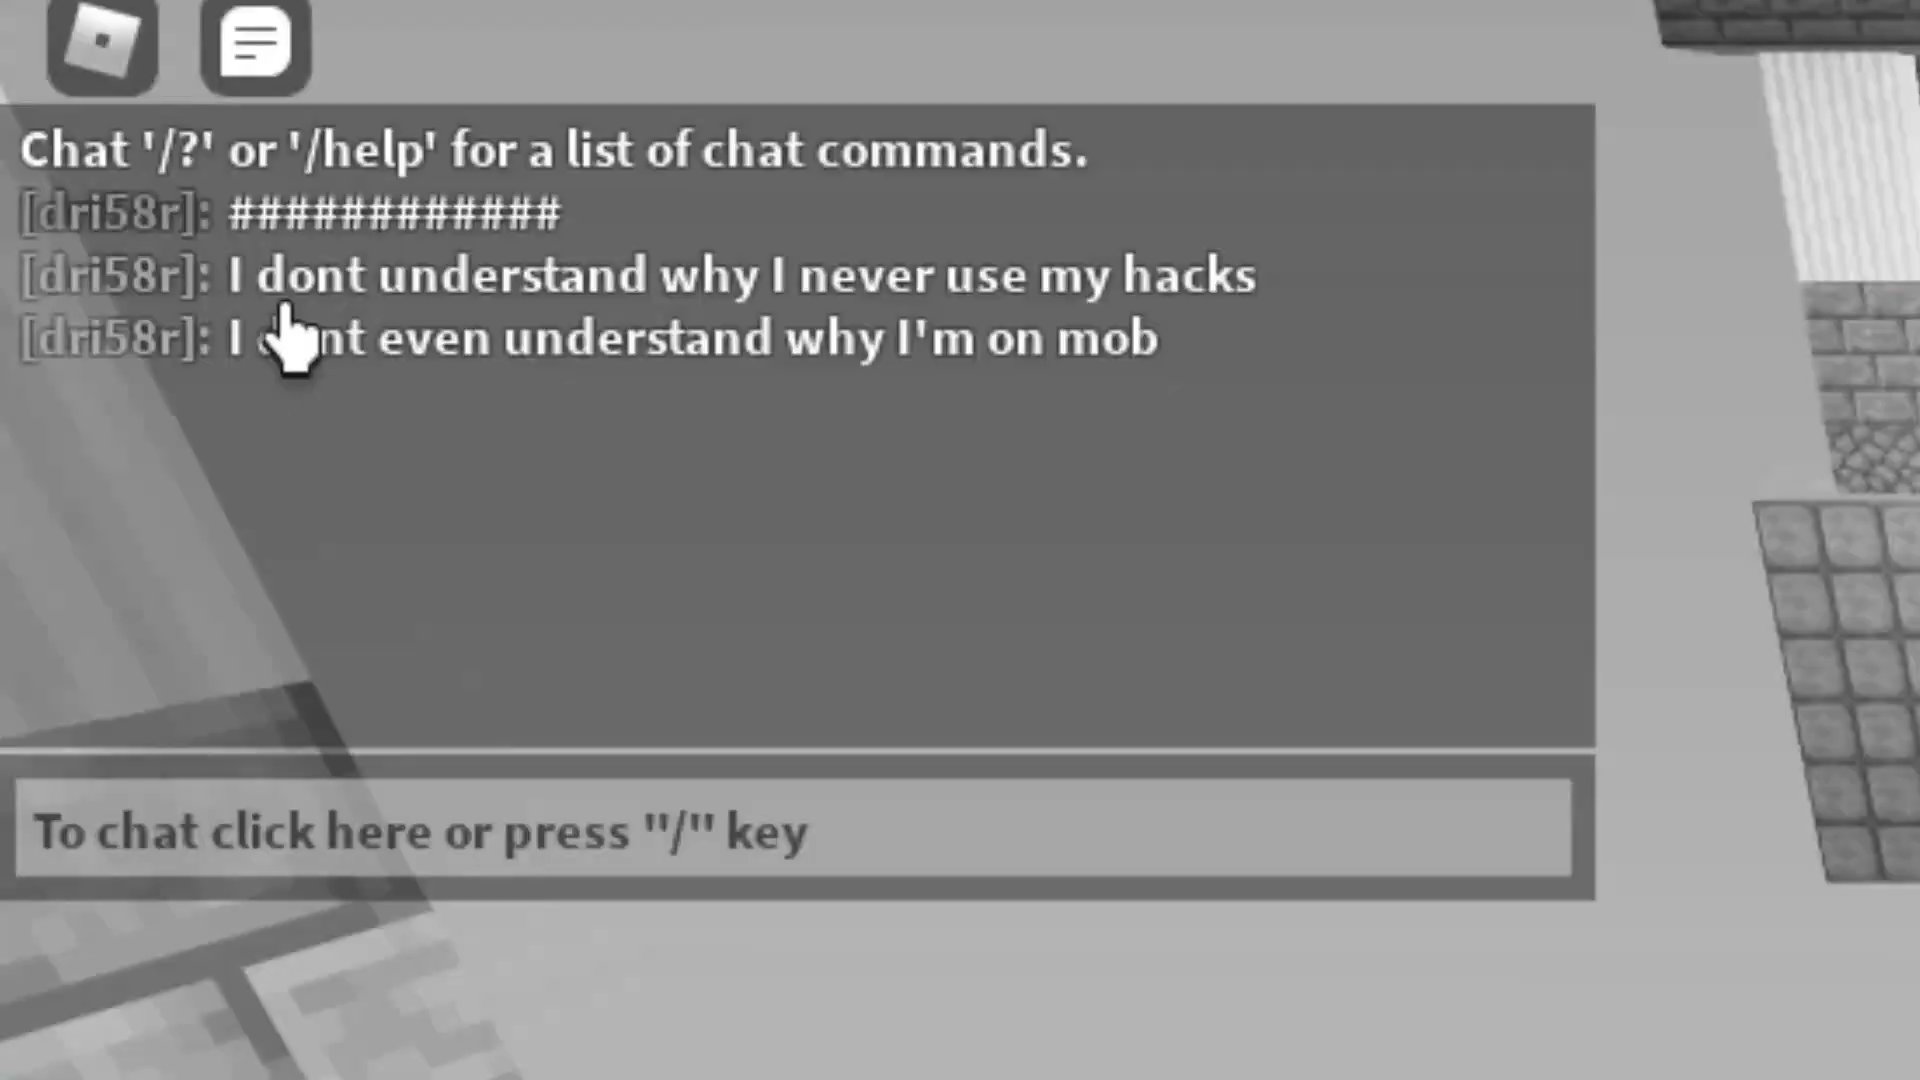 Chat '/?' or '/help' for a list of chat commands.
[dri58r]: ############
[dri58r]: I dont understand why I never use my hacks
[dri58r]: I even understand why I'm on mob
To chat click here or press "/" key